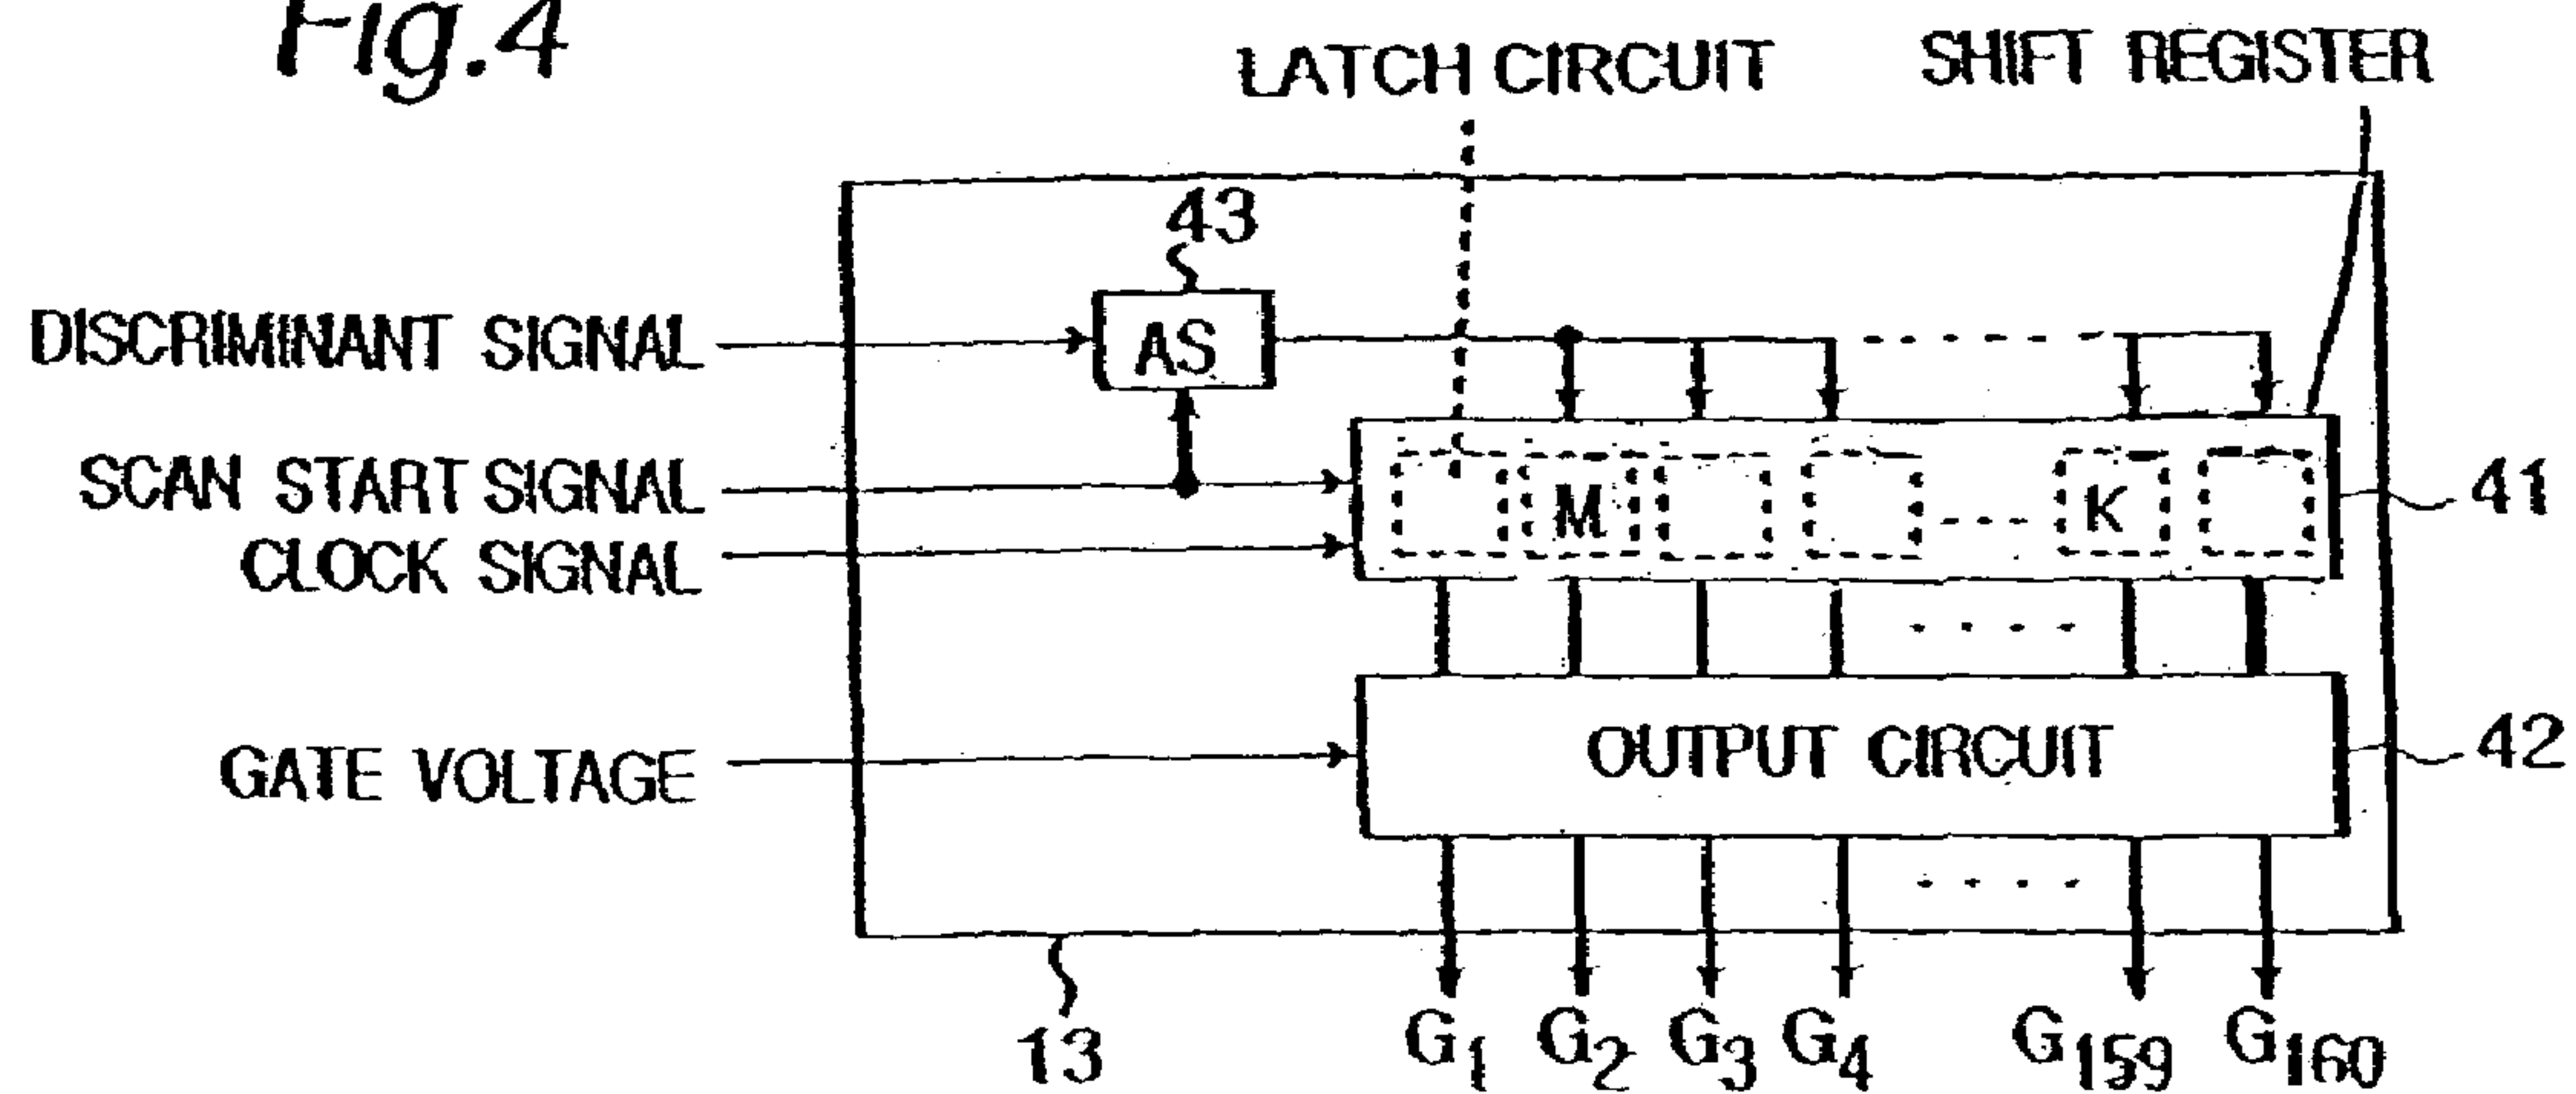 Fig.4
LATCH CIRCUIT
SHIFT REGISTER
43
DISCRIMINANT SIGNAL
AS
SCAN START SIGNAL
M
K
41
CLOCK SIGNAL
GATE VOLTAGE
OUTPUT CIRCUIT
42
13
G1 G2 G3 G4 G159 G160